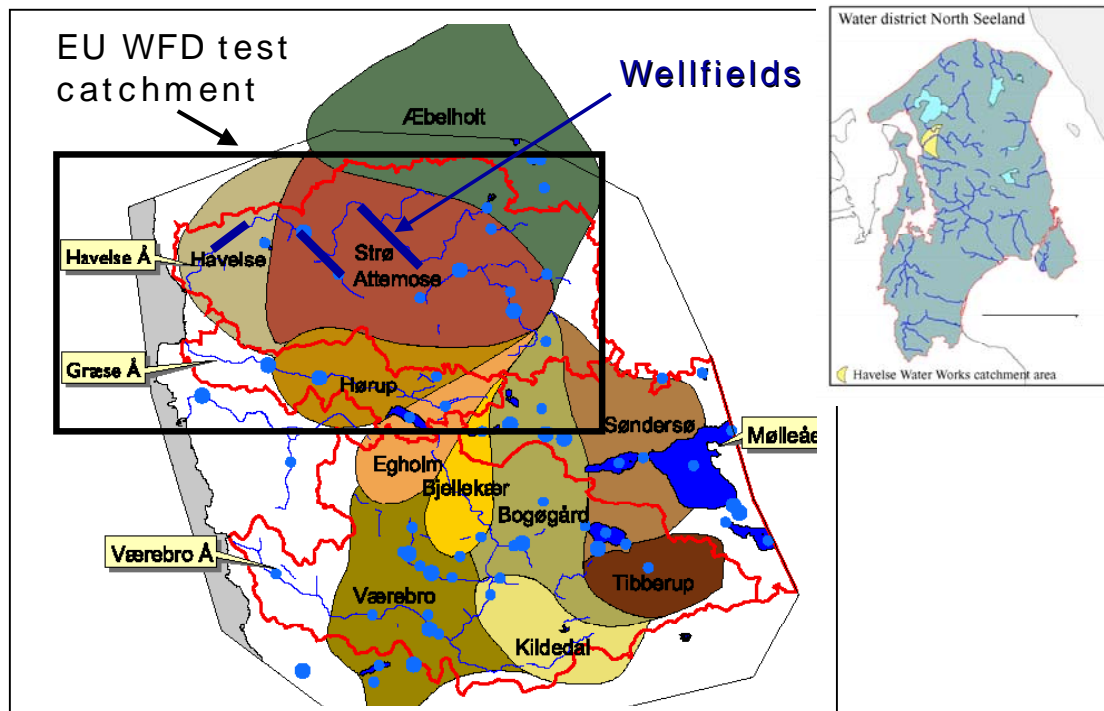 EU WFD test
catchment
Wellfields
Æbelholt
Havelse Å
Havelse
Strø
Attemose
Græse Å
Hørup
Søndersø
Mølleåe
Egholm
Bjellekær
Bogøgård
Værebro Å
Værebro
Tibberup
Kildedal
Water district North Seeland
Havelse Water Works catchment area